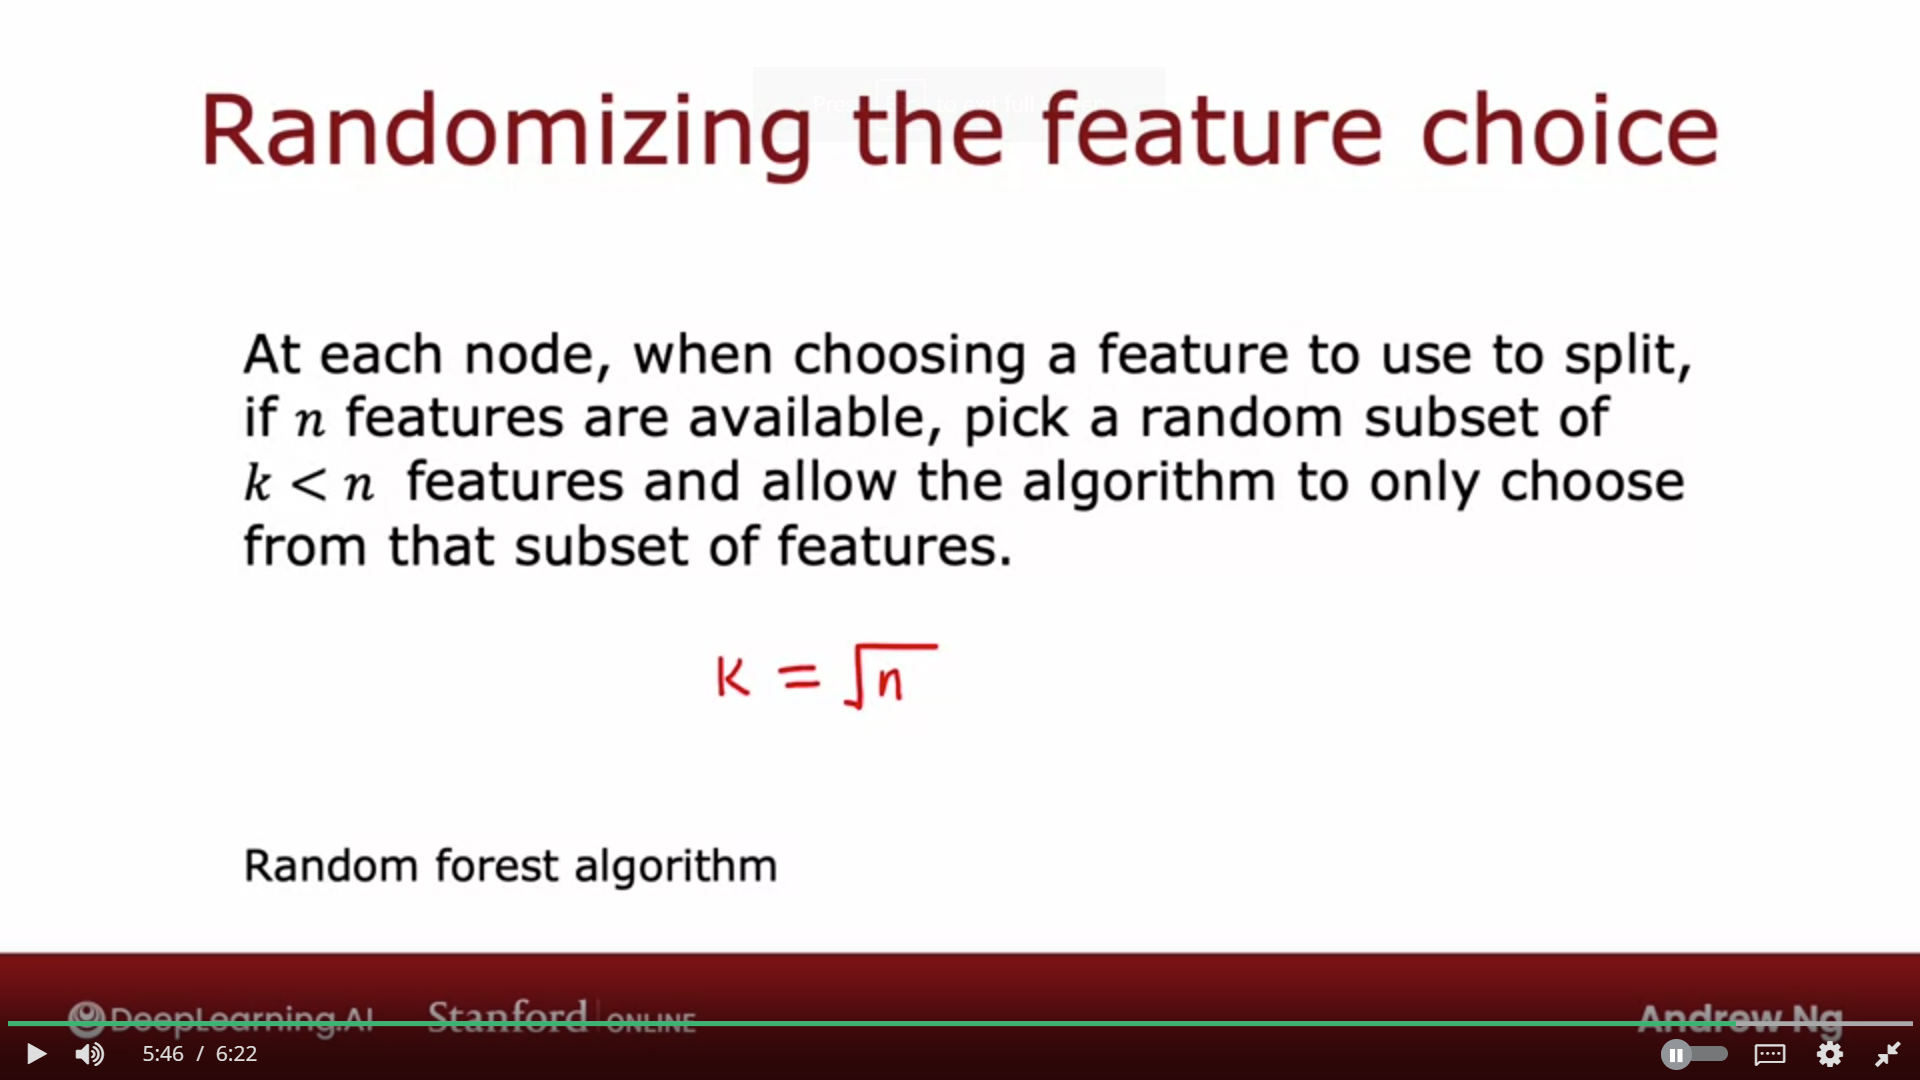 Randomizing the feature choice
At each node, when choosing a feature to use to split,
if n features are available, pick a random subset of
k < n features and allow the algorithm to only choose
from that subset of features.
K = √n
Random forest algorithm
DeepLearning.AI Stanford ONLINE Andrew Ng
5:46 / 6:22